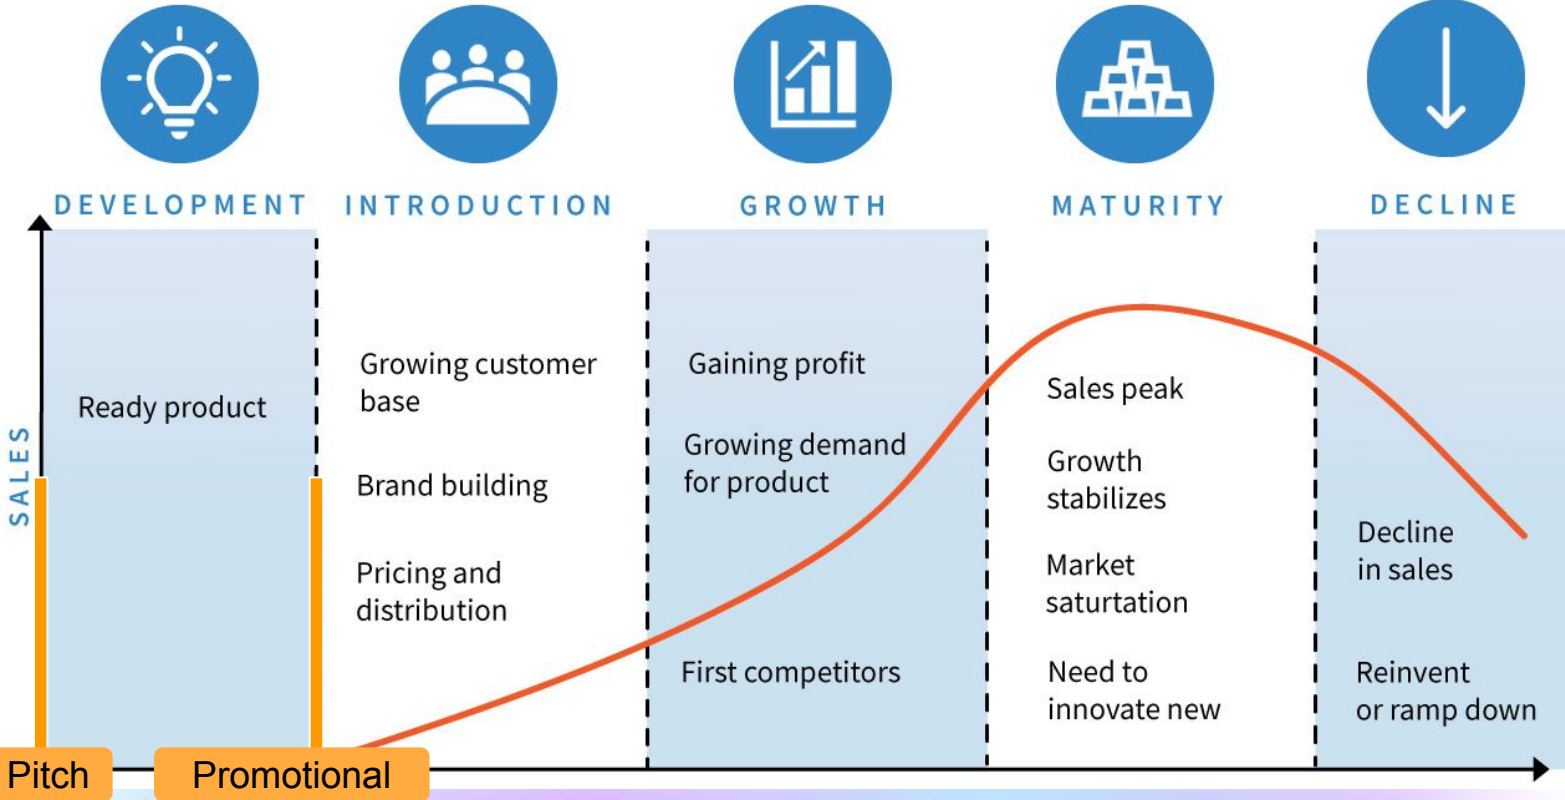 DEVELOPMENT
INTRODUCTION
GROWTH
MATURITY
DECLINE
SALES
Ready product
Growing customer
base
Brand building
Pricing and
distribution
Gaining profit
Growing demand
for product
First competitors
Sales peak
Growth
stabilizes
Market
saturtation
Need to
innovate new
Decline
in sales
Reinvent
or ramp down
Pitch
Promotional